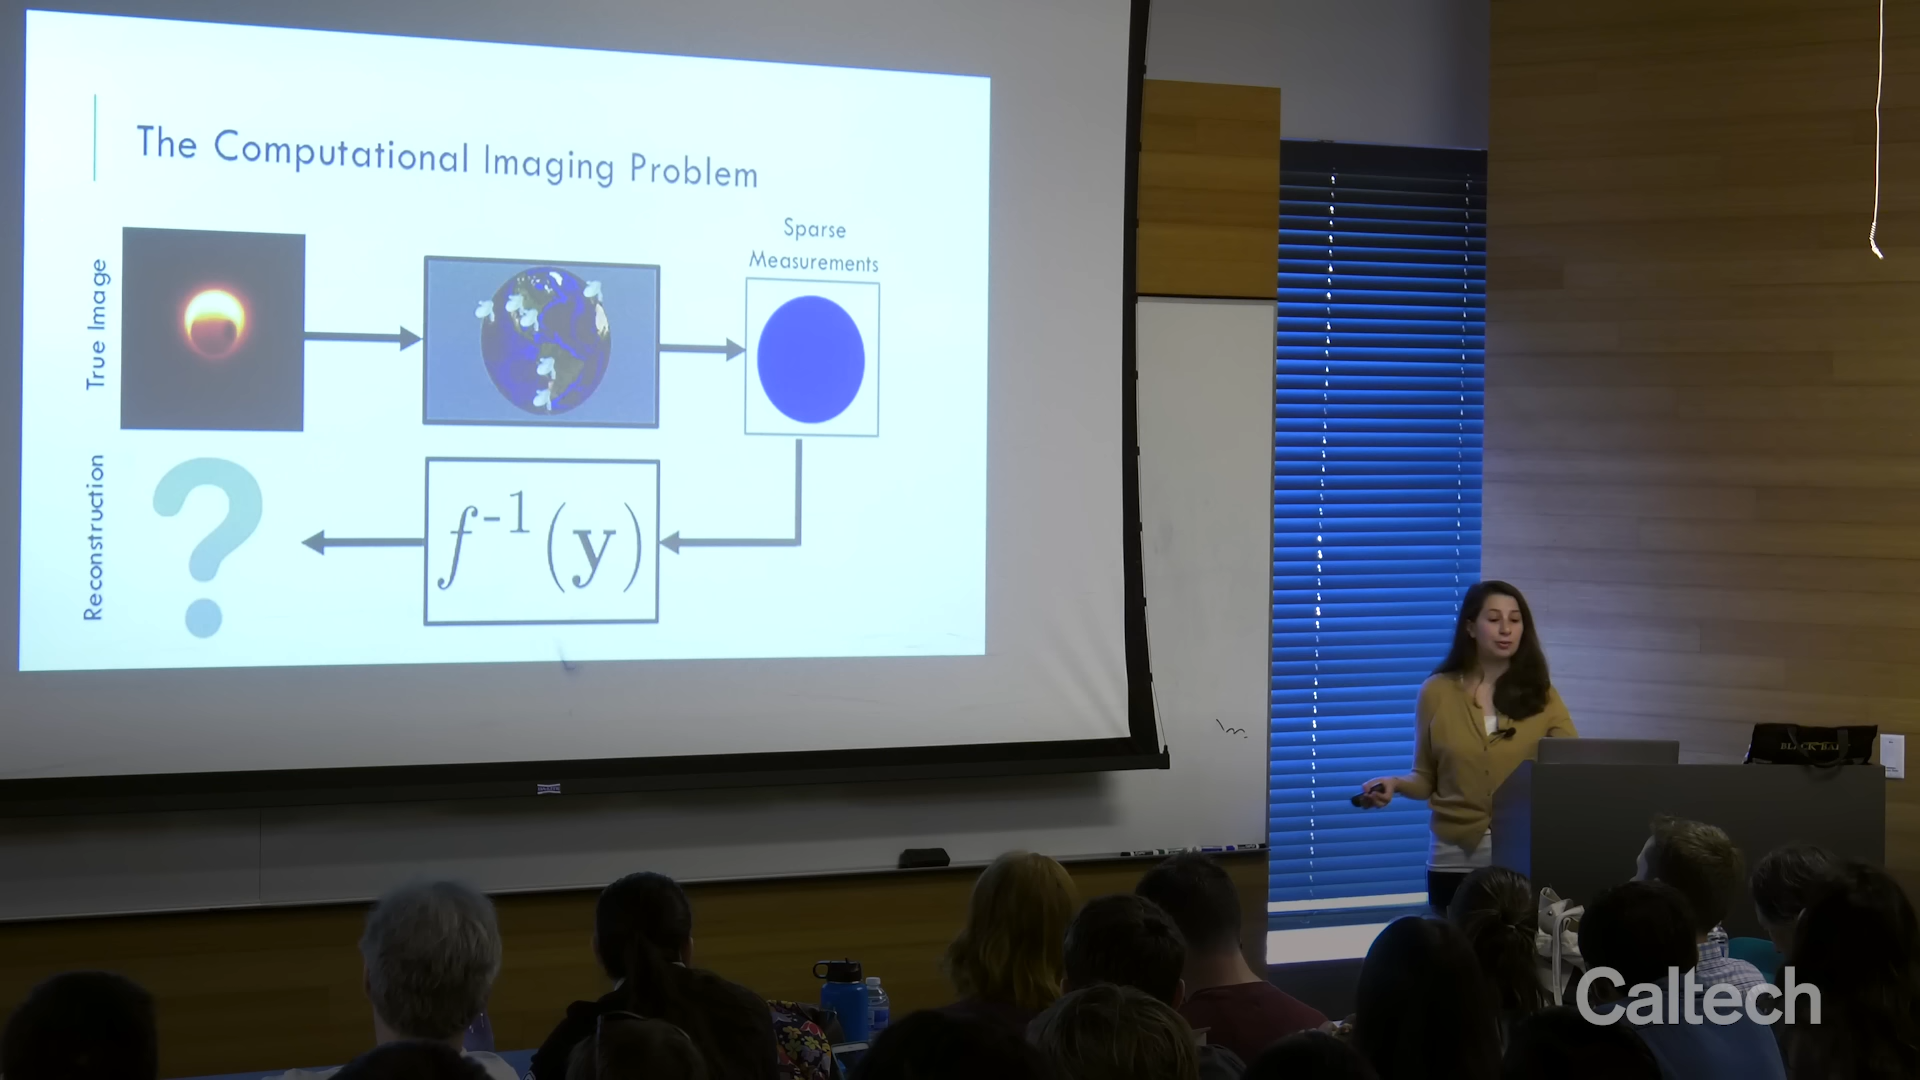 The Computational Imaging Problem
True Image
Sparse
Measurements
Reconstruction
f⁻¹(y)
?
Caltech